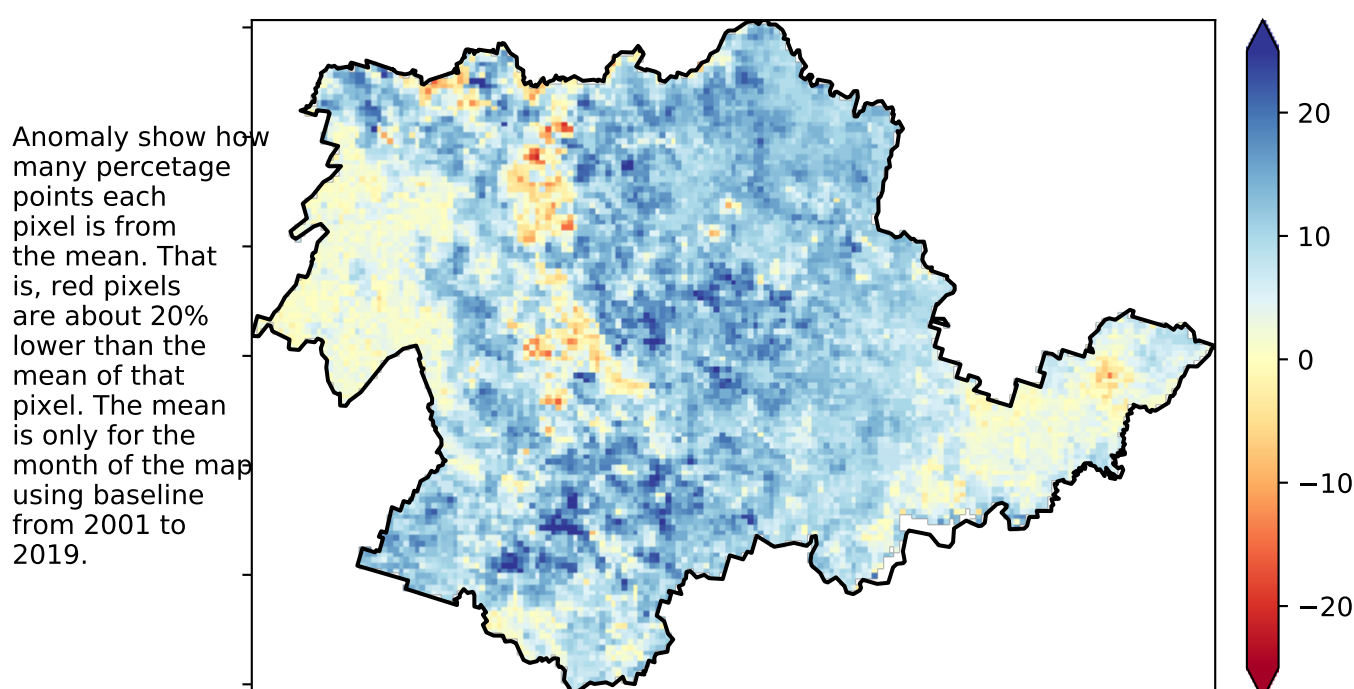 Anomaly show how
many percetage
points each
pixel is from
the mean. That
is, red pixels
are about 20%
lower than the
mean of that
pixel. The mean
is only for the
month of the map
using baseline
from 2001 to
2019.
20
10
0
−10
−20